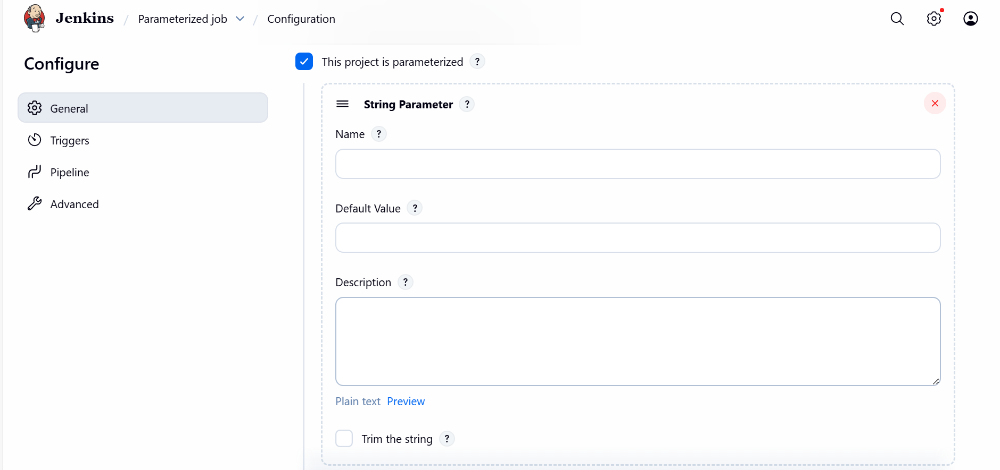 Jenkins / Parameterized job / Configuration
Configure
This project is parameterized ?
General
String Parameter ?
Name ?
Triggers
Pipeline
Advanced
Default Value ?
Description ?
Plain text Preview
Trim the string ?